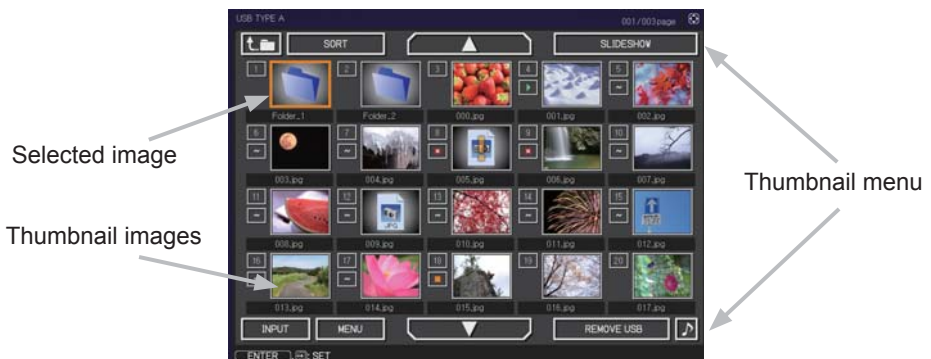 USB TYPE A 001/003page
SORT SLIDESHOW
1 2 3 4 5
Folder_1 Folder_2 000.jpg 001.jpg 002.jpg
6 7 8 9 10
003.jpg 004.jpg 005.jpg 006.jpg 007.jpg
11 12 13 14 15
JPG
008.jpg 009.jpg 010.jpg 011.jpg 012.jpg
16 17 18 19 20
013.jpg 014.jpg 015.jpg 016.jpg 017.jpg
INPUT MENU REMOVE USB
ENTER : SET
Selected image
Thumbnail images
Thumbnail menu